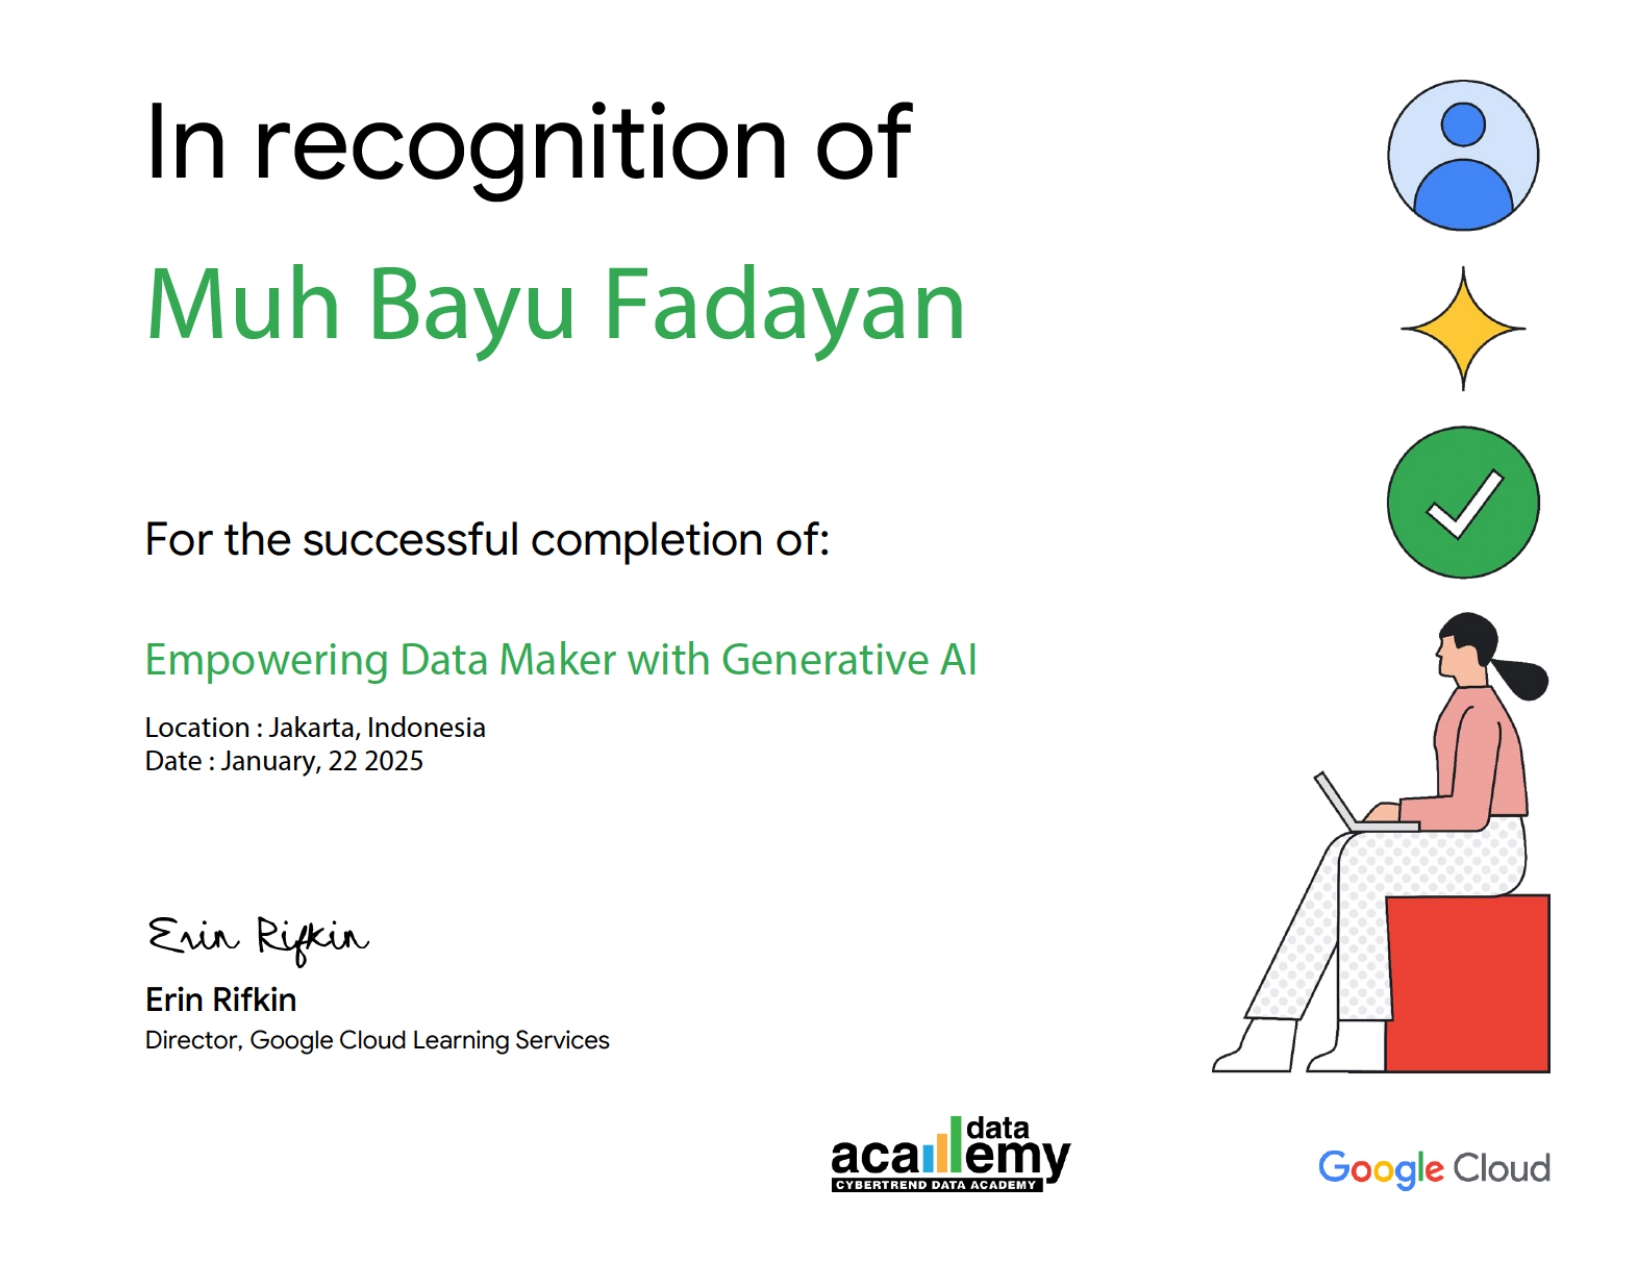 In recognition of
Muh Bayu Fadayan
For the successful completion of:
Empowering Data Maker with Generative AI
Location : Jakarta, Indonesia
Date : January, 22 2025
Erin Rifkin
Erin Rifkin
Director, Google Cloud Learning Services
data
academy
CYBERTREND DATA ACADEMY
Google Cloud